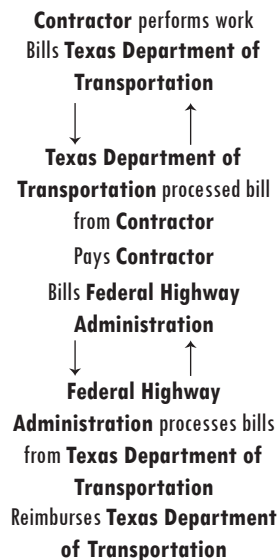 Contractor performs work
Bills Texas Department of
Transportation
Texas Department of
Transportation processed bill
from Contractor
Pays Contractor
Bills Federal Highway
Administration
Federal Highway
Administration processes bills
from Texas Department of
Transportation
Reimburses Texas Department
of Transportation